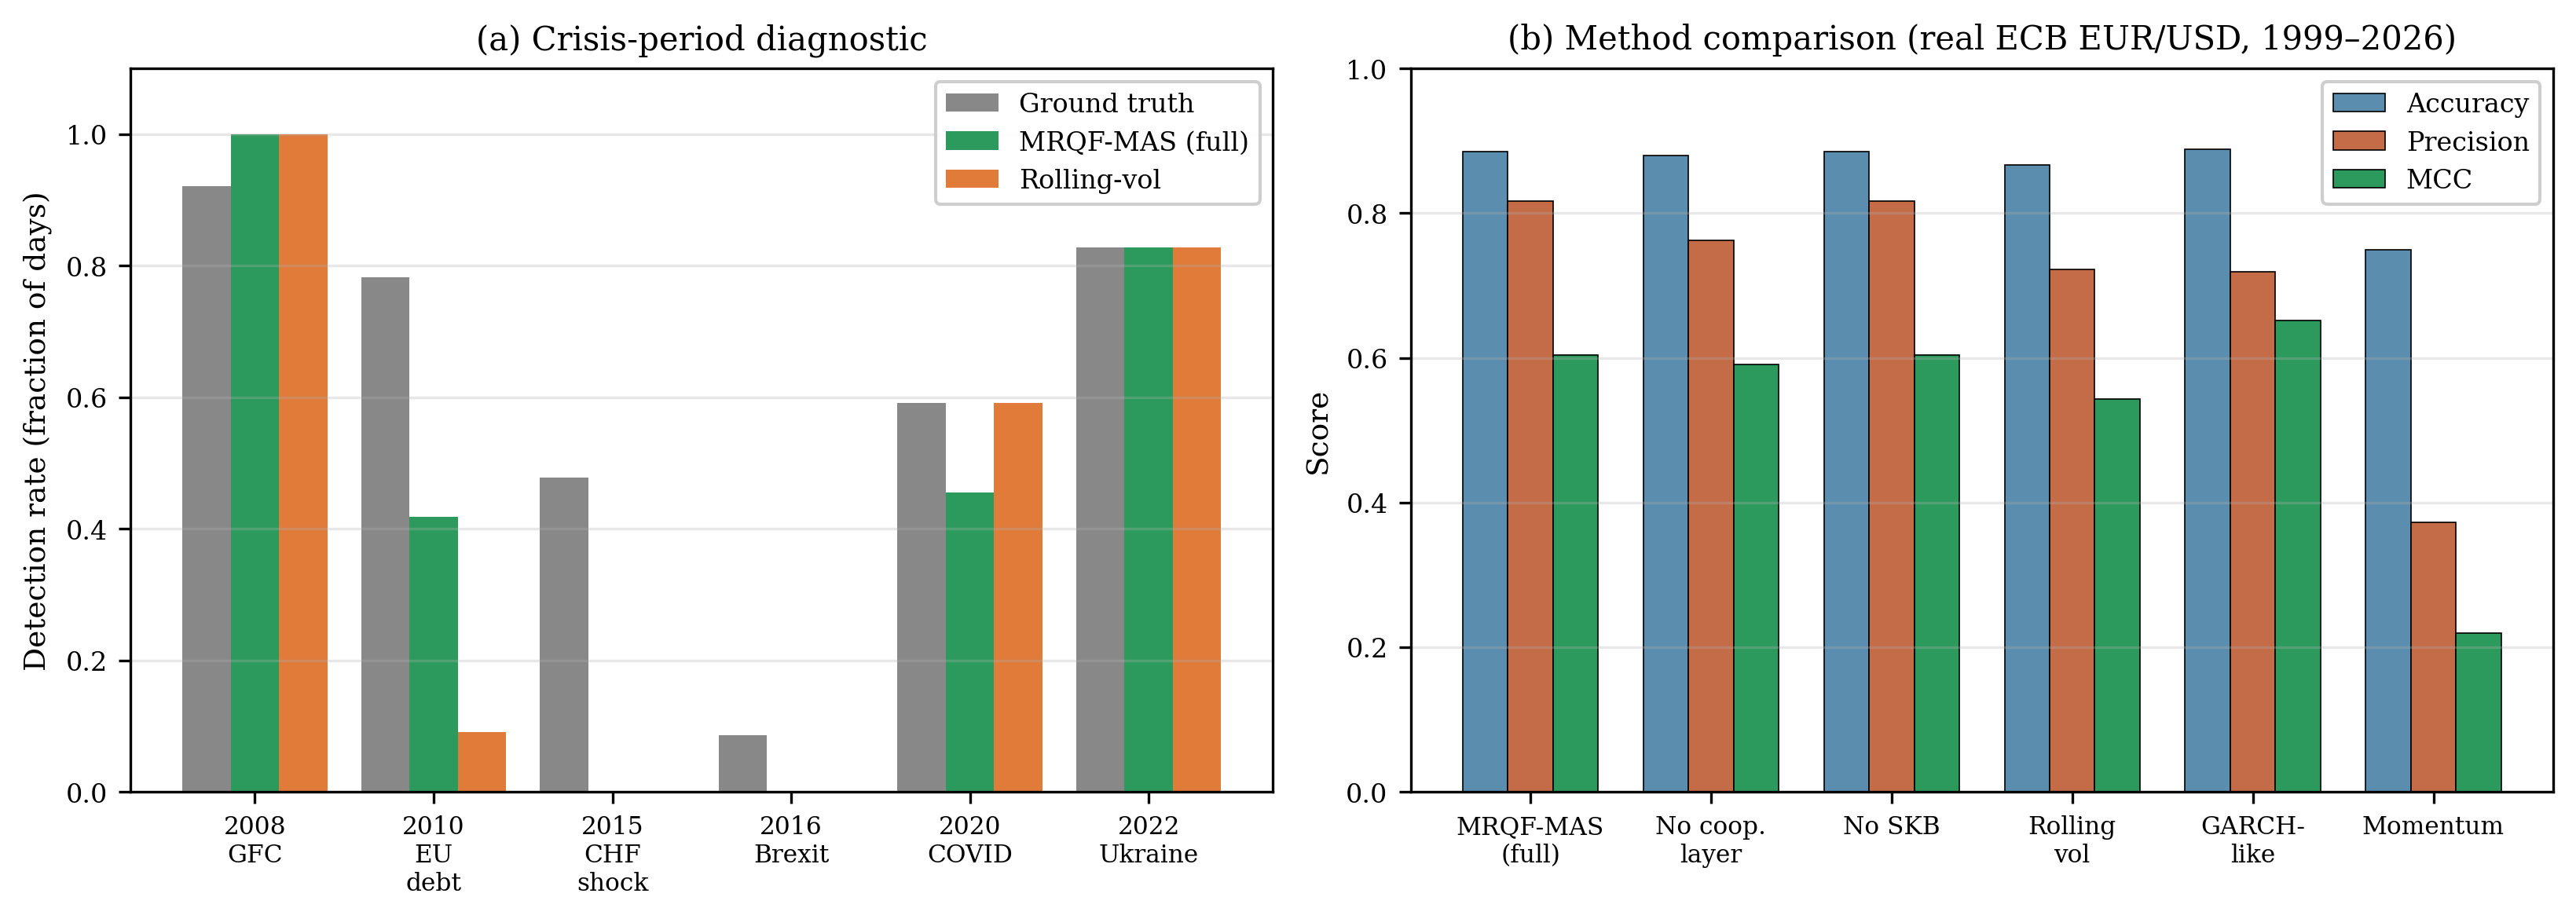 (a) Crisis-period diagnostic
Detection rate (fraction of days)
1.0
0.8
0.6
0.4
0.2
0.0
Ground truth
MRQF-MAS (full)
Rolling-vol
2008
GFC
2010
EU
debt
2015
CHF
shock
2016
Brexit
2020
COVID
2022
Ukraine
(b) Method comparison (real ECB EUR/USD, 1999–2026)
Score
1.0
0.8
0.6
0.4
0.2
0.0
Accuracy
Precision
MCC
MRQF-MAS
(full)
No coop.
layer
No SKB
Rolling
vol
GARCH-
like
Momentum